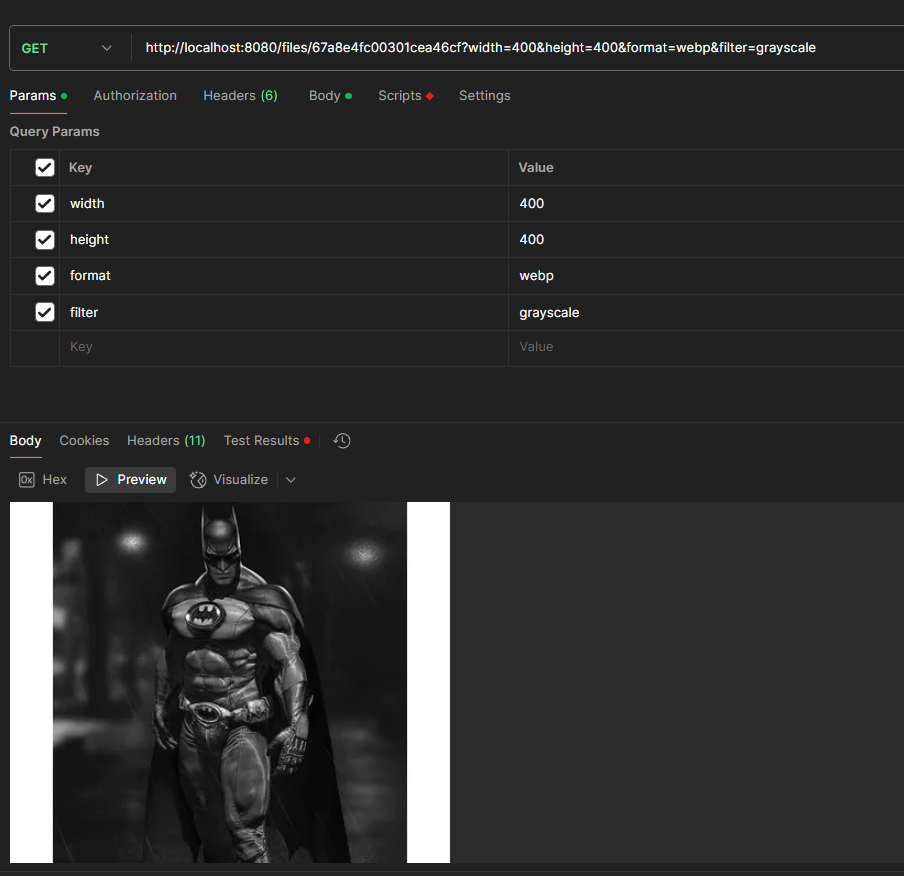 GET http://localhost:8080/files/67a8e4fc00301cea46cf?width=400&height=400&format=webp&filter=grayscale
Params Authorization Headers (6) Body Scripts Settings
Query Params
Key Value
width 400
height 400
format webp
filter grayscale
Key Value
Body Cookies Headers (11) Test Results
0x Hex Preview Visualize